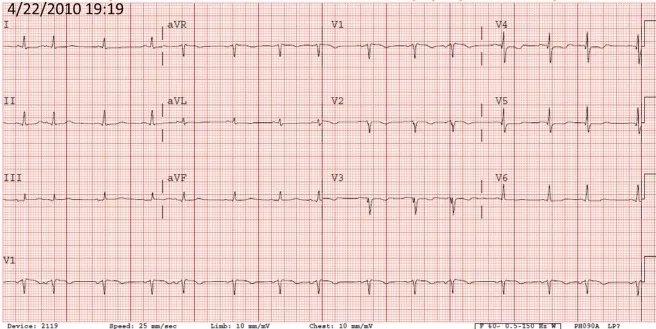 4/22/2010 19:19
I aVR V1 V4
II aVL V2 V5
III aVF V3 V6
V1
Device: 2119 Speed: 25 mm/sec Limb: 10 mm/mV Chest: 10 mm/mV F 60~ 0.5-150 Hz W PH090A LP?